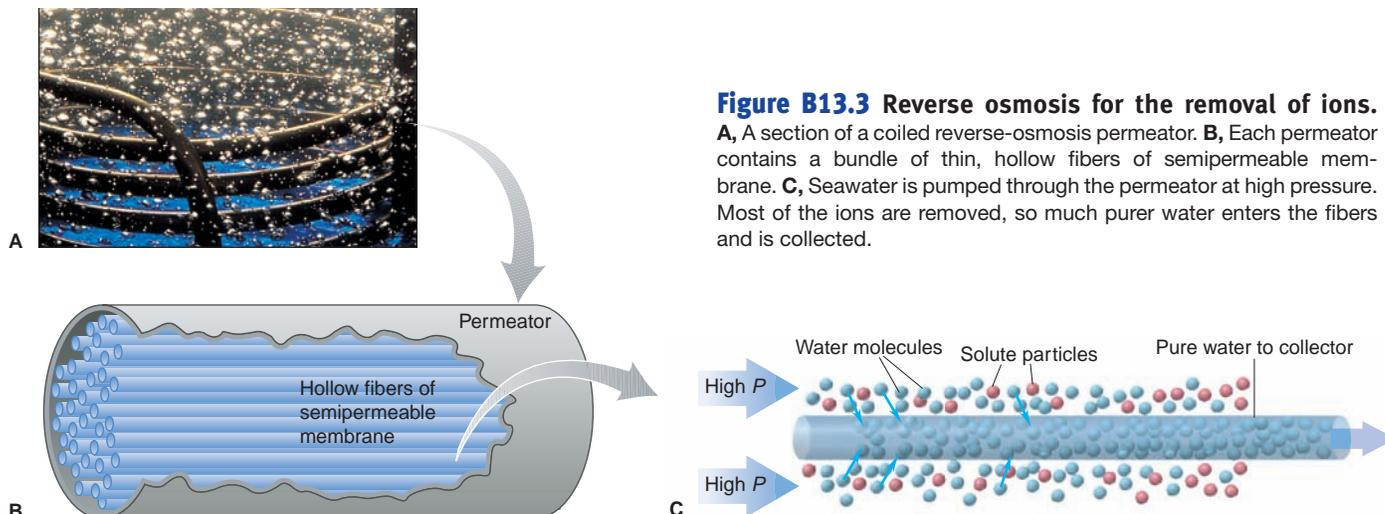 Figure B13.3 Reverse osmosis for the removal of ions.
A, A section of a coiled reverse-osmosis permeator. B, Each permeator
contains a bundle of thin, hollow fibers of semipermeable mem-
brane. C, Seawater is pumped through the permeator at high pressure.
Most of the ions are removed, so much purer water enters the fibers
and is collected.
A
Permeator
Hollow fibers of
semipermeable
membrane
B
Water molecules
Solute particles
Pure water to collector
High P
High P
C